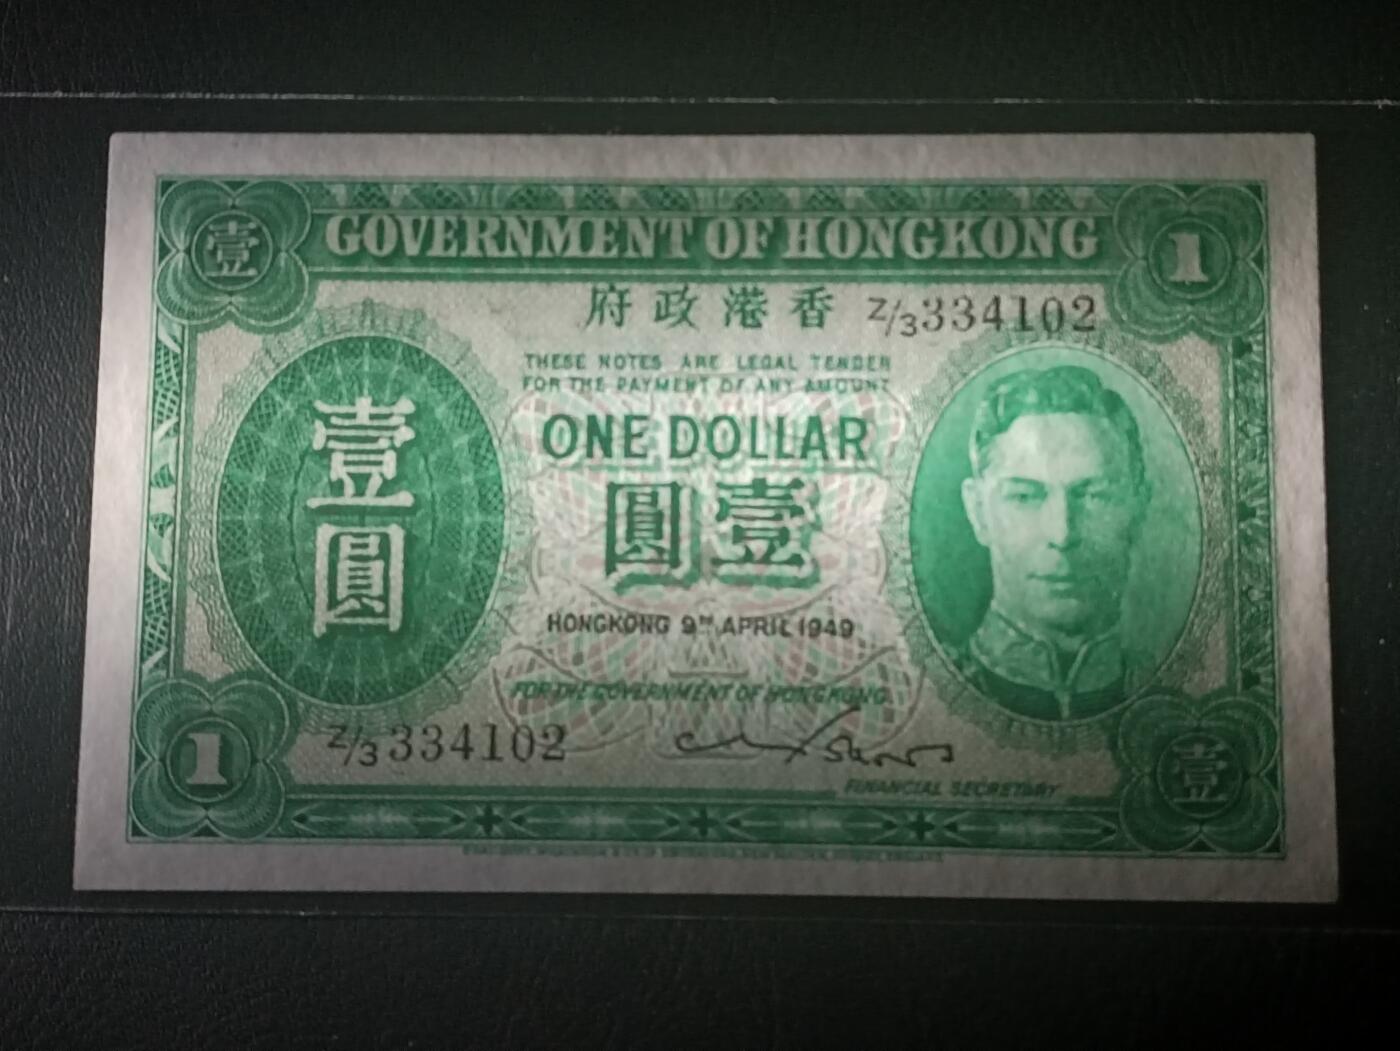 壹
GOVERNMENT OF HONGKONG
1
府政港香
Z/3 334102
THESE NOTES ARE LEGAL TENDER
FOR THE PAYMENT OF ANY AMOUNT
ONE DOLLAR
圓壹
壹圓
HONGKONG 9TH APRIL 1949
FOR THE GOVERNMENT OF HONGKONG
Z/3 334102
FINANCIAL SECRETARY
1
壹